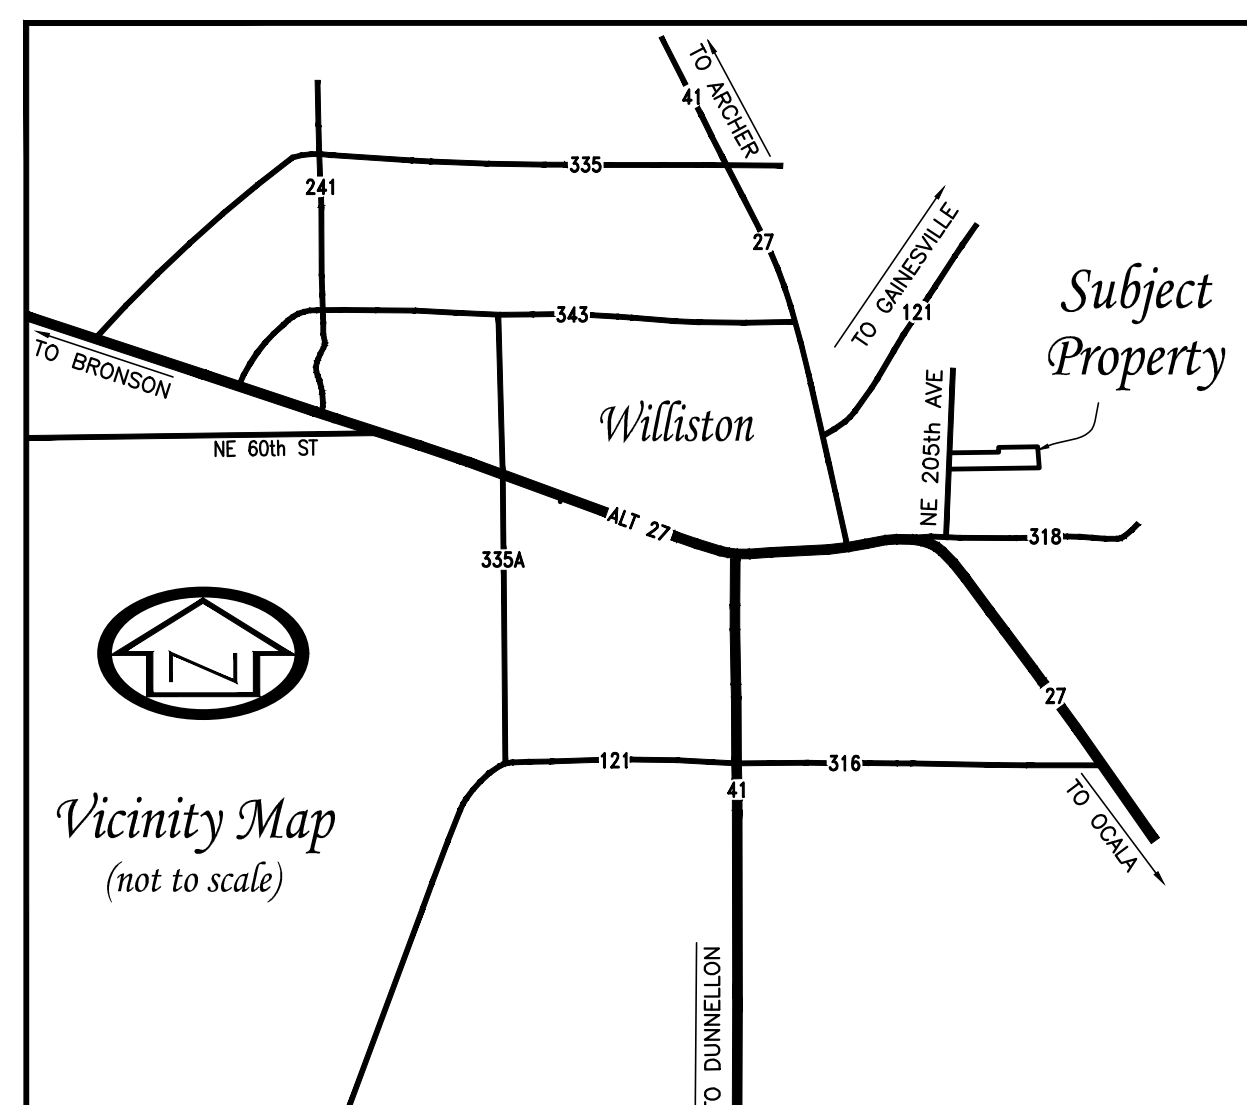 TO ARCHER
41
335
241
27
TO GAINESVILLE
121
Subject
Property
343
TO BRONSON
NE 60th ST
Williston
NE 205th AVE
ALT 27
318
335A
N
27
121
316
41
TO OCALA
Vicinity Map
(not to scale)
TO DUNNELLON